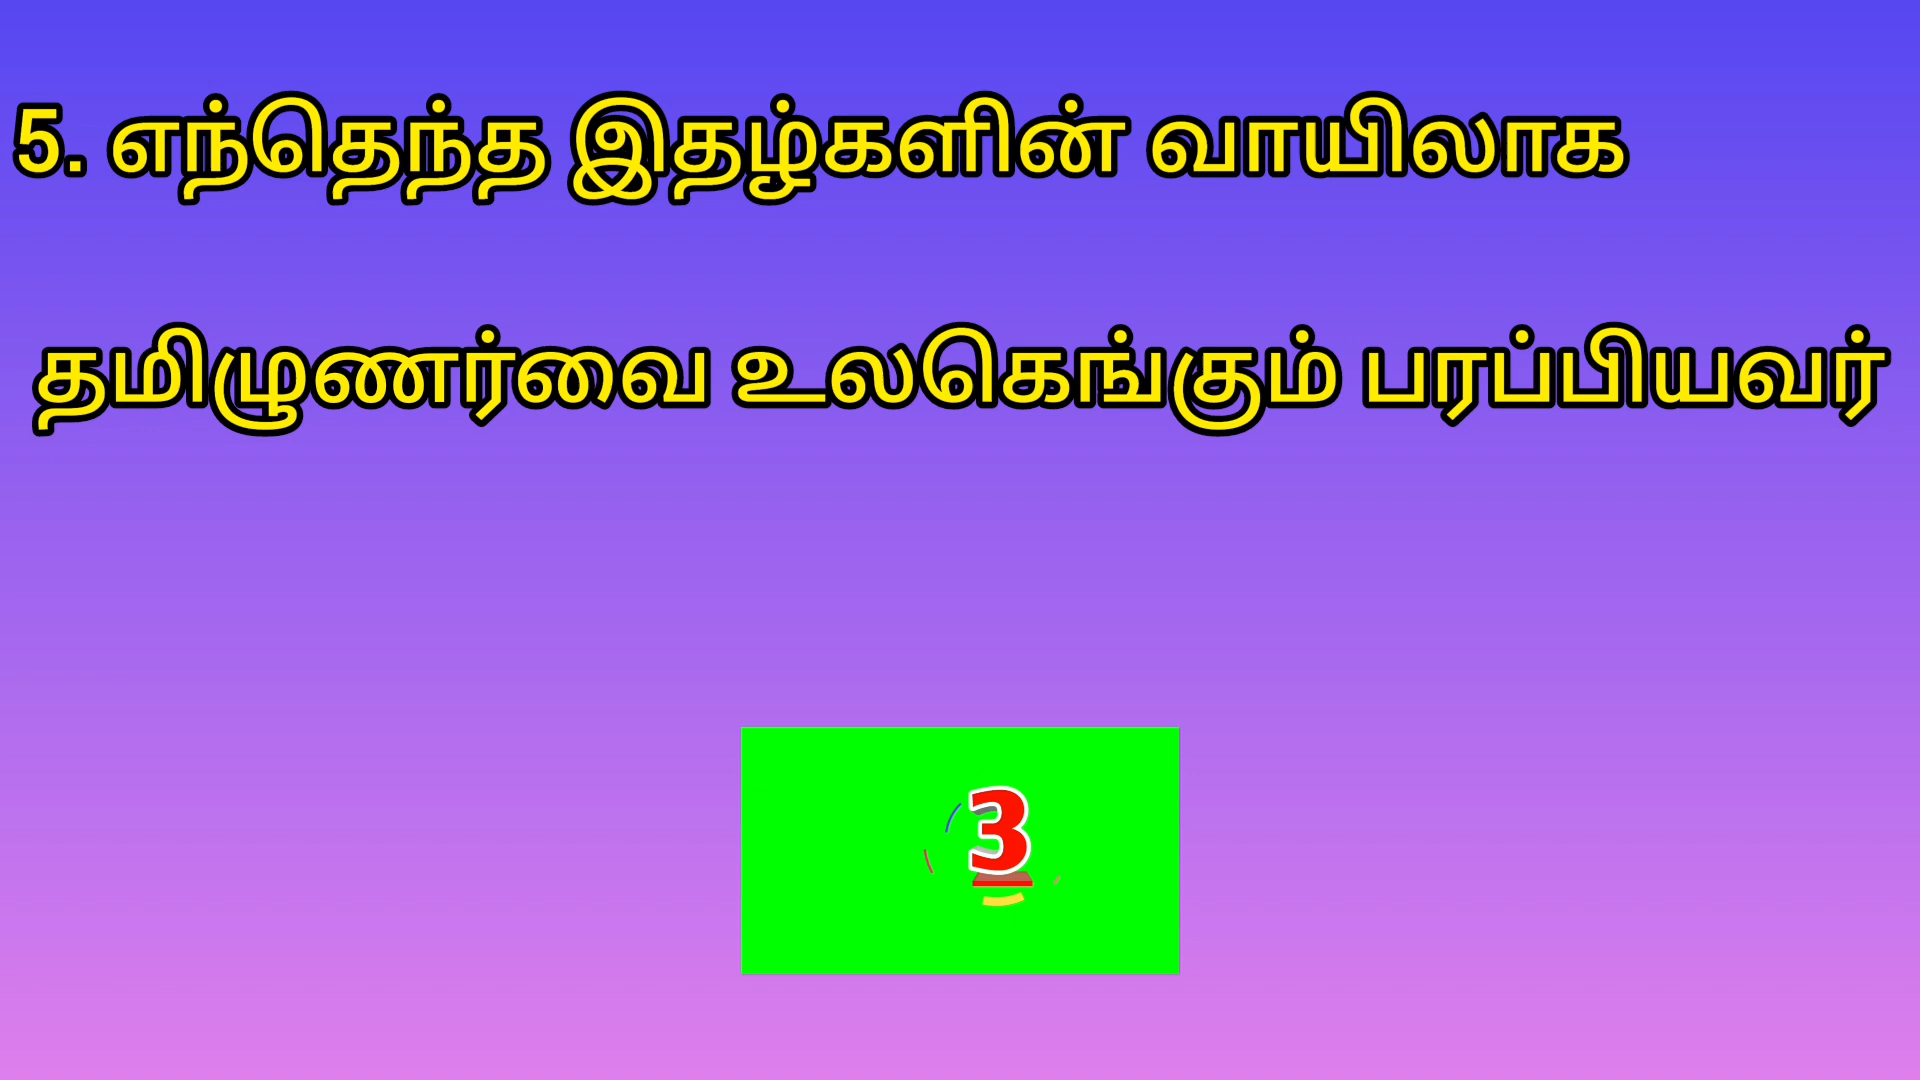 5. எந்தெந்த இதழ்களின் வாயிலாக
தமிழுணர்வை உலகெங்கும் பரப்பியவர்
3